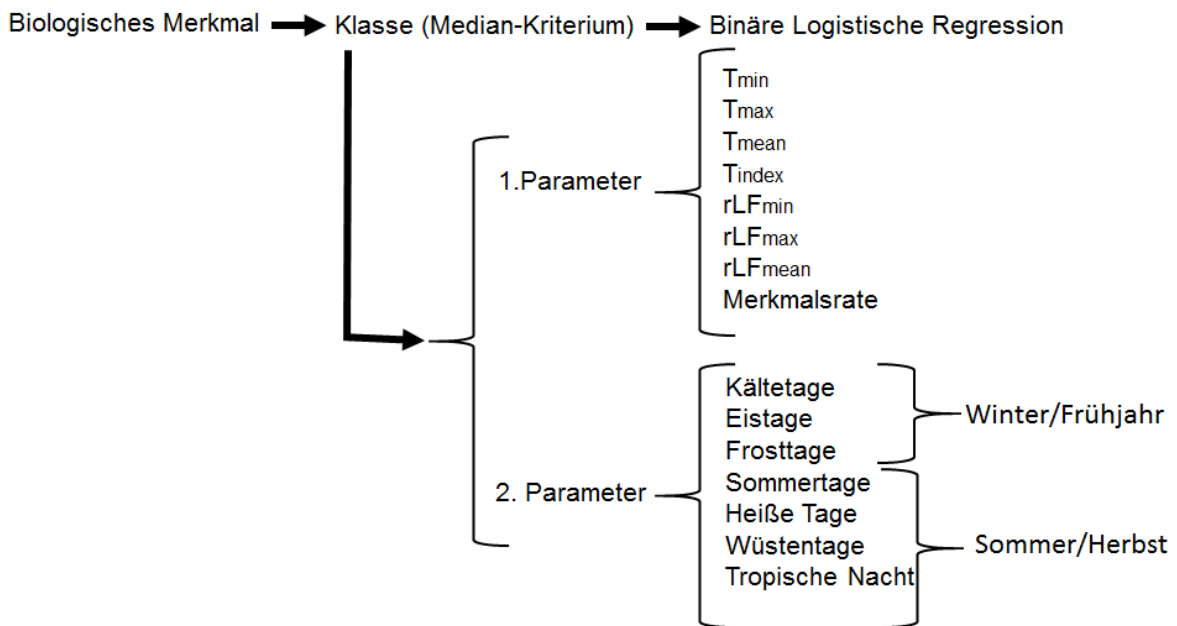 Biologisches Merkmal Klasse (Median-Kriterium) Binäre Logistische Regression
1.Parameter
Tmin
Tmax
Tmean
Tindex
rLFmin
rLFmax
rLFmean
Merkmalsrate
2. Parameter
Kältetage
Eistage
Frosttage
Winter/Frühjahr
Sommertage
Heiße Tage
Wüstentage
Tropische Nacht
Sommer/Herbst